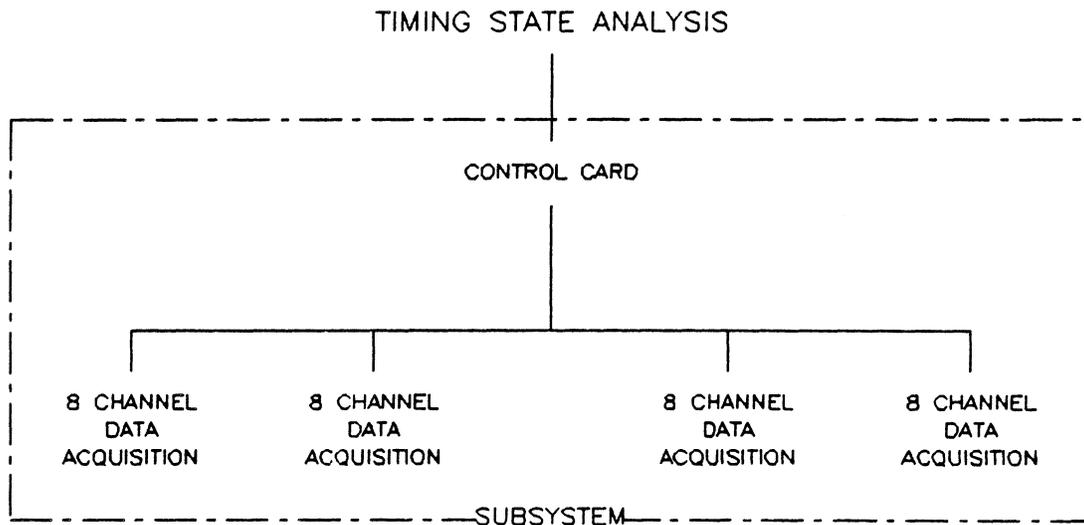 TIMING STATE ANALYSIS
CONTROL CARD
8 CHANNEL
DATA
ACQUISITION
8 CHANNEL
DATA
ACQUISITION
8 CHANNEL
DATA
ACQUISITION
8 CHANNEL
DATA
ACQUISITION
SUBSYSTEM